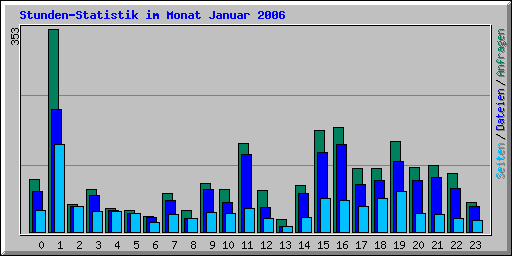 Stunden-Statistik im Monat Januar 2006
353
Seiten / Dateien / Anfragen
0 1 2 3 4 5 6 7 8 9 10 11 12 13 14 15 16 17 18 19 20 21 22 23